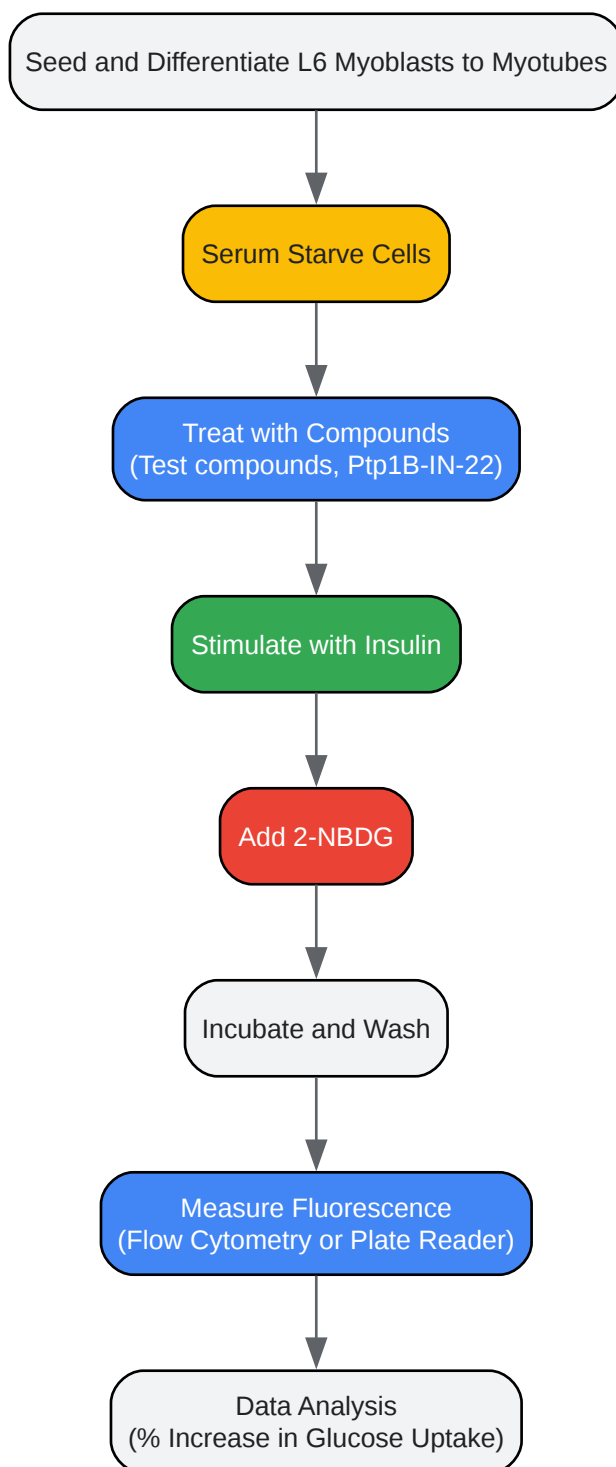 Seed and Differentiate L6 Myoblasts to Myotubes
Serum Starve Cells
Treat with Compounds
(Test compounds, Ptp1B-IN-22)
Stimulate with Insulin
Add 2-NBDG
Incubate and Wash
Measure Fluorescence
(Flow Cytometry or Plate Reader)
Data Analysis
(% Increase in Glucose Uptake)